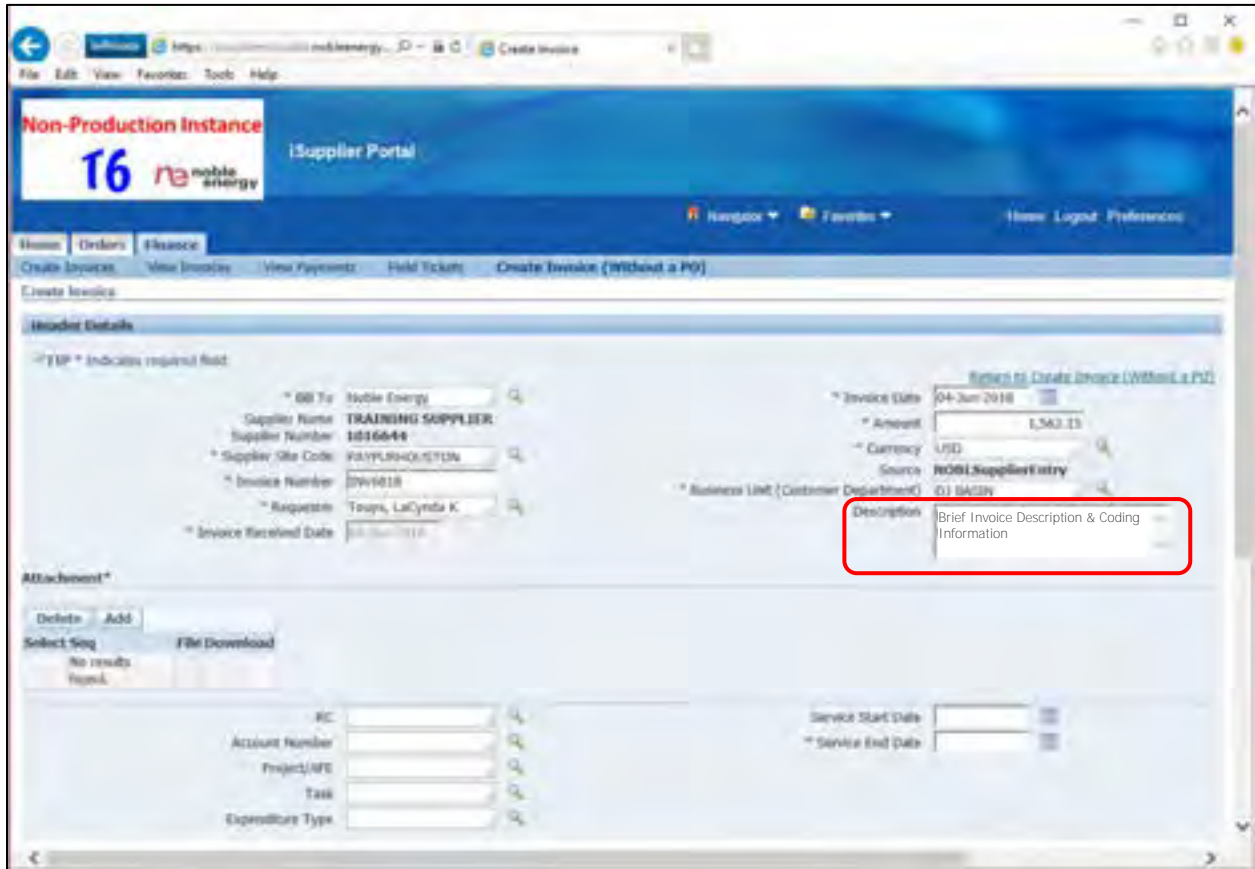 https
nobleenergy...
Create Invoice
File Edit View Favorites Tools Help
Non-Production Instance
T6 ne noble energy
iSupplier Portal
Navigator Favorites Home Logout Preferences
Home Orders Finance
Create Invoices View Invoices View Payments Field Tickets Create Invoice (Without a PO)
Create Invoice
Header Details
* Indicates required field
Return to Create Invoice (Without a PO)
* Bill To Noble Energy
Supplier Name TRAINING SUPPLIER
Supplier Number 1016644
* Supplier Site Code PAYPURHOUSTON
* Invoice Number
* Requester Toups, LaCynda K
* Invoice Received Date
* Invoice Date 04-Jun-2018
* Amount
* Currency USD
Source NOBLSupplierEntry
* Business Unit (Customer Department) DJ BASIN
Description Brief Invoice Description & Coding
Information
Attachment*
Delete Add
Select Seq File Download
No results
found.
RC
Account Number
Project/AFE
Task
Expenditure Type
Service Start Date
* Service End Date